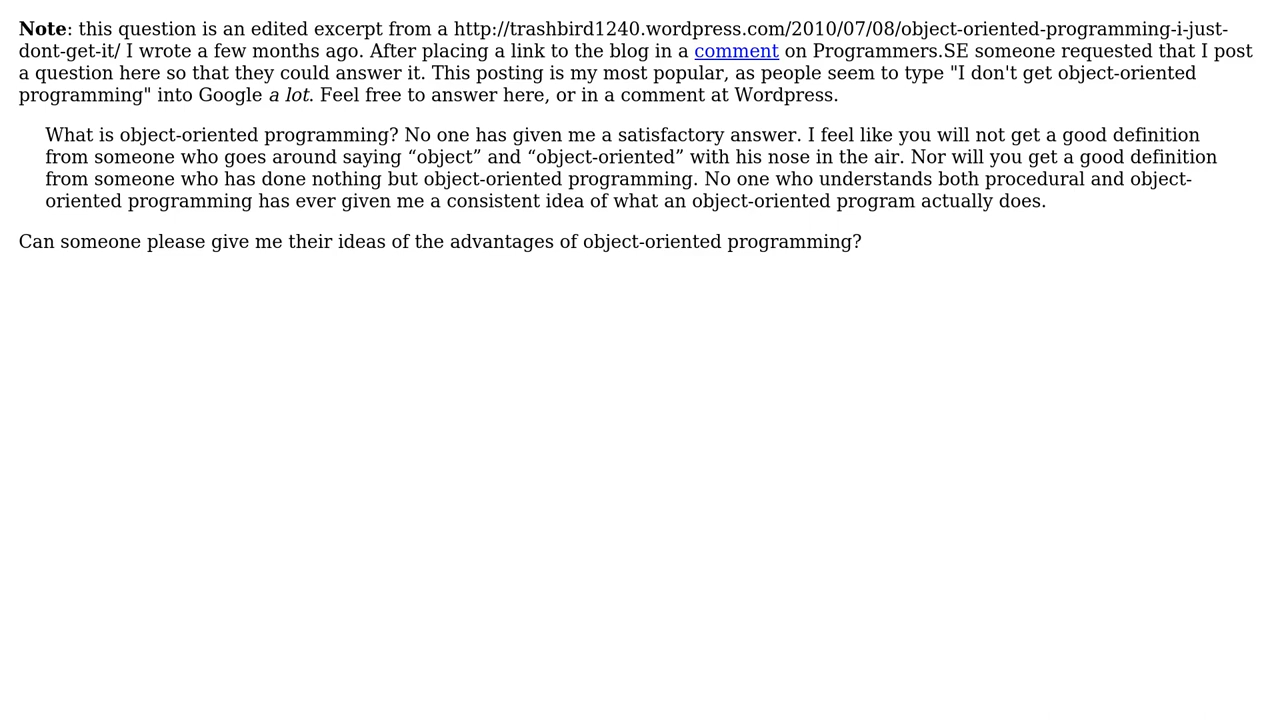 Note: this question is an edited excerpt from a http://trashbird1240.wordpress.com/2010/07/08/object-oriented-programming-i-just-
dont-get-it/ I wrote a few months ago. After placing a link to the blog in a comment on Programmers.SE someone requested that I post
a question here so that they could answer it. This posting is my most popular, as people seem to type "I don't get object-oriented
programming" into Google a lot. Feel free to answer here, or in a comment at Wordpress.
What is object-oriented programming? No one has given me a satisfactory answer. I feel like you will not get a good definition
from someone who goes around saying “object” and “object-oriented” with his nose in the air. Nor will you get a good definition
from someone who has done nothing but object-oriented programming. No one who understands both procedural and object-
oriented programming has ever given me a consistent idea of what an object-oriented program actually does.
Can someone please give me their ideas of the advantages of object-oriented programming?